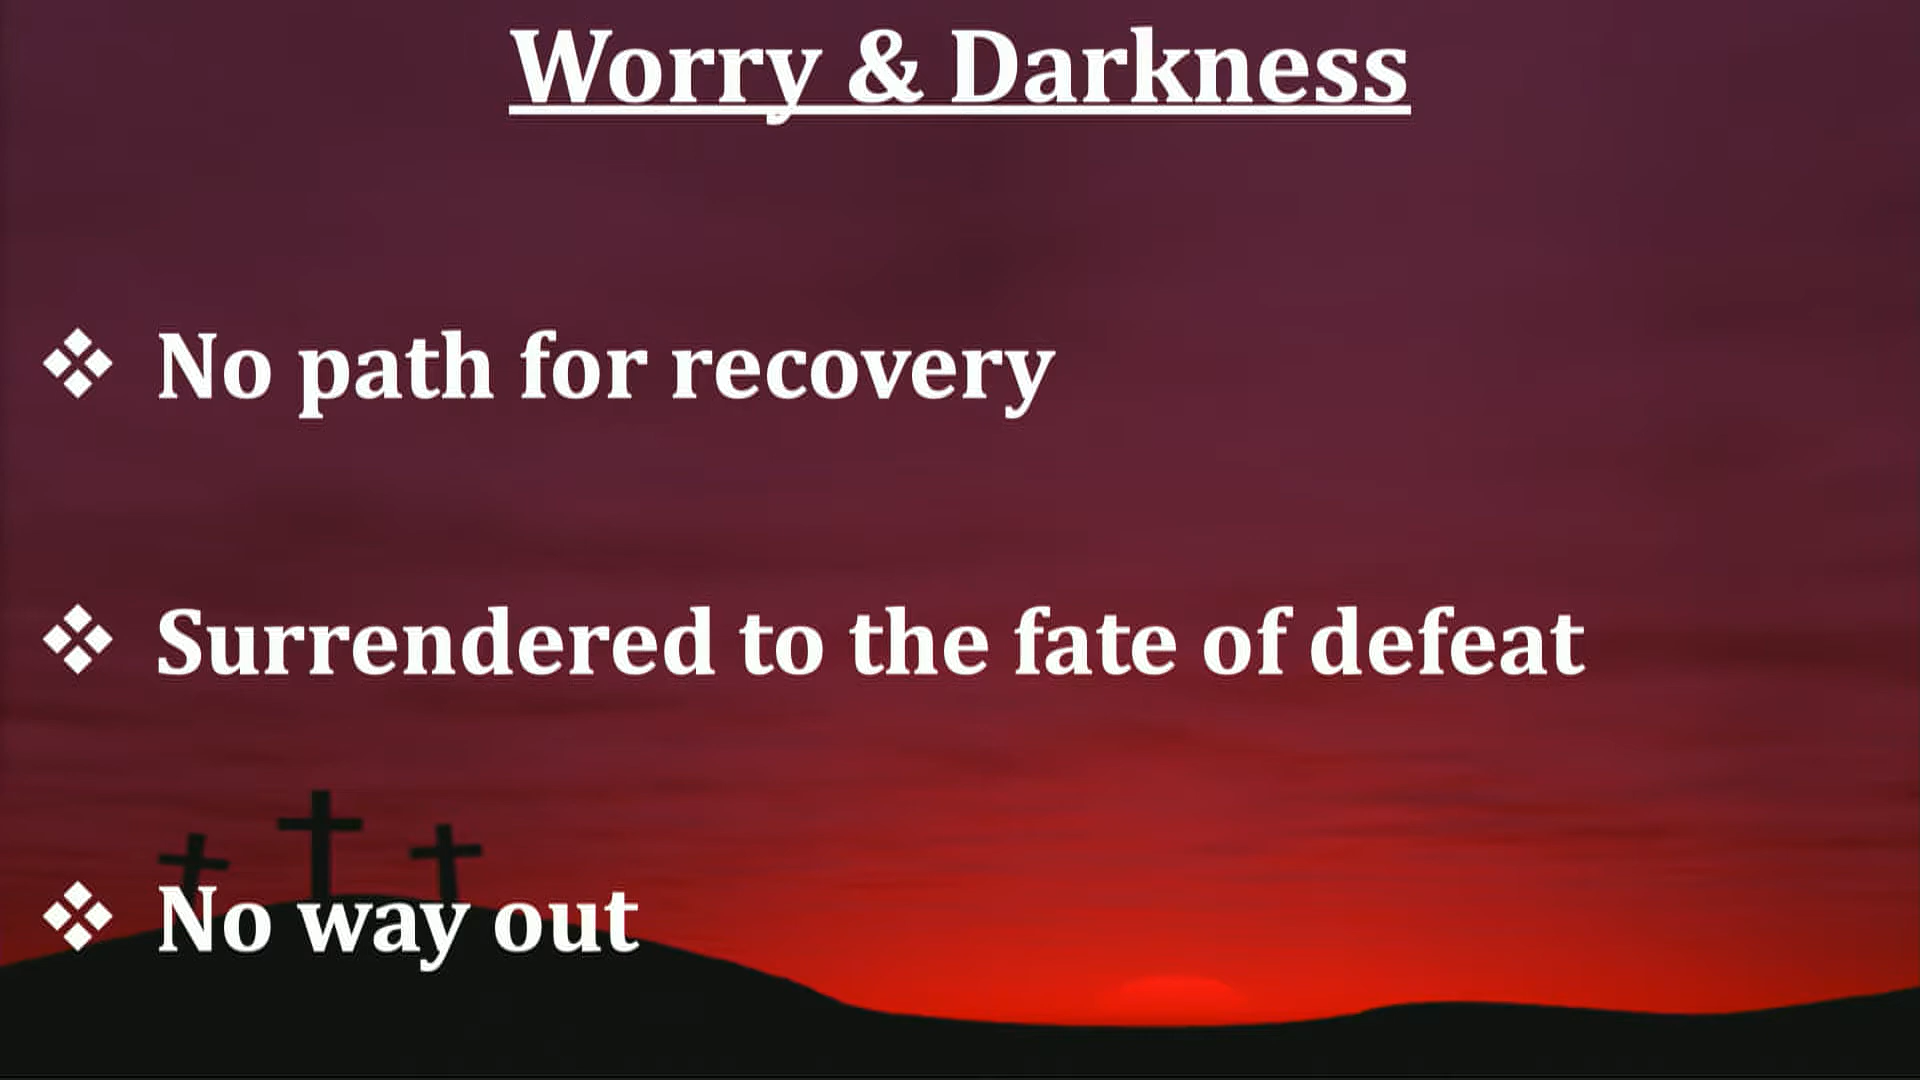 Worry & Darkness
❖ No path for recovery
❖ Surrendered to the fate of defeat
❖ No way out